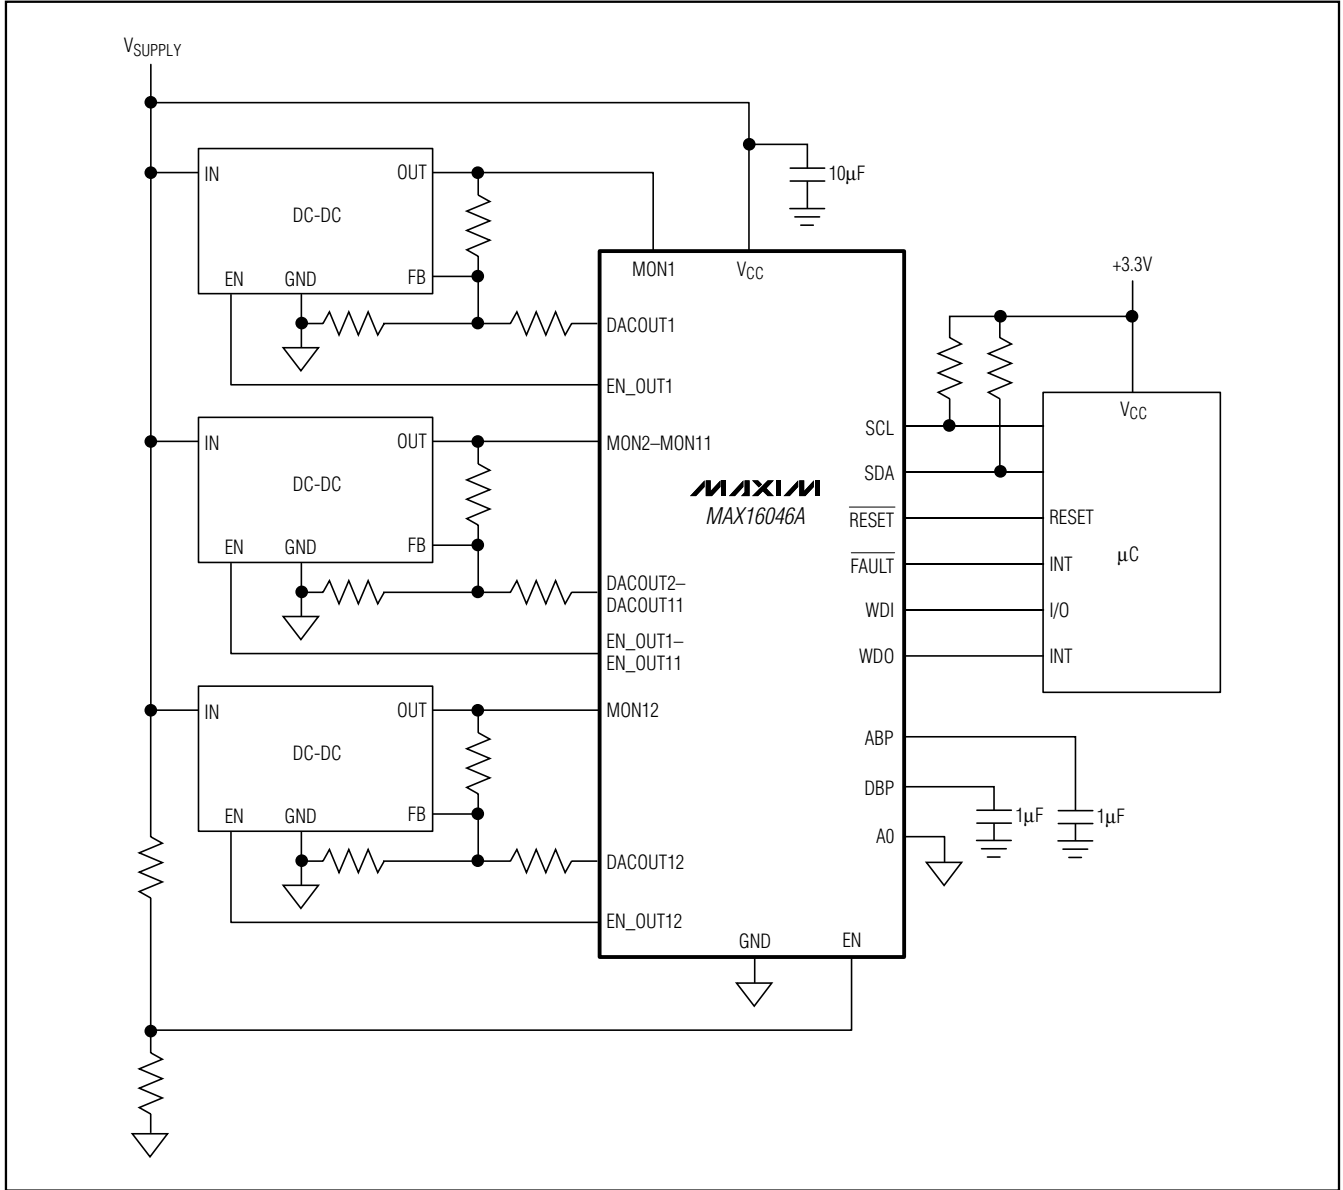 VSUPPLY
IN
OUT
DC-DC
EN
GND
FB
10µF
MON1
VCC
DACOUT1
EN_OUT1
IN
OUT
DC-DC
EN
GND
FB
MON2–MON11
DACOUT2–
DACOUT11
EN_OUT1–
EN_OUT11
IN
OUT
DC-DC
EN
GND
FB
MON12
DACOUT12
EN_OUT12
MAXIM
MAX16046A
GND
EN
SCL
SDA
RESET
FAULT
WDI
WDO
ABP
DBP
A0
+3.3V
VCC
RESET
µC
INT
I/O
INT
1µF
1µF